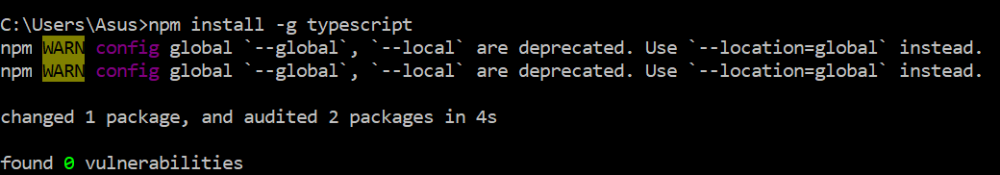 C:\Users\Asus>npm install -g typescript
npm WARN config global `--global`, `--local` are deprecated. Use `--location=global` instead.
npm WARN config global `--global`, `--local` are deprecated. Use `--location=global` instead.
changed 1 package, and audited 2 packages in 4s
found 0 vulnerabilities